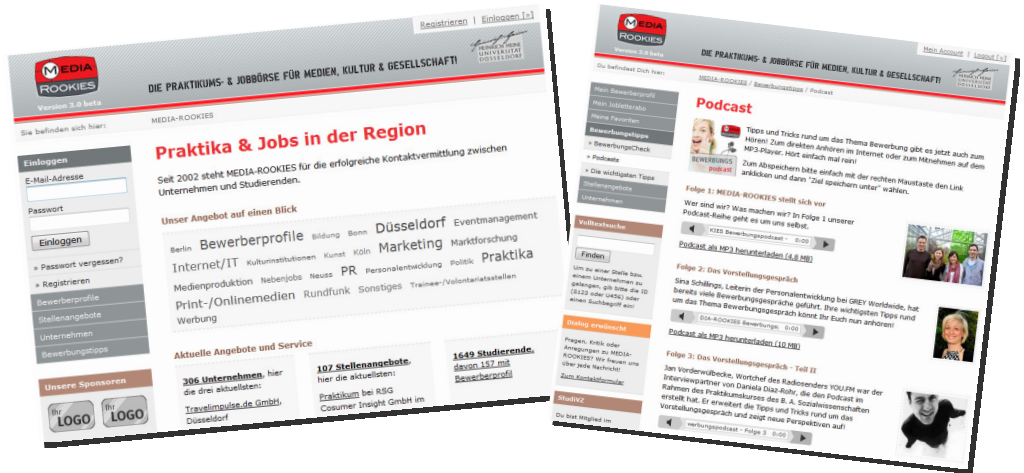 Registrieren | Einloggen [»]
MEDIA
ROOKIES
Version 3.0 beta
DIE PRAKTIKUMS- & JOBBÖRSE FÜR MEDIEN, KULTUR & GESELLSCHAFT!
HEINRICH HEINE
UNIVERSITÄT
DÜSSELDORF
Sie befinden sich hier:
MEDIA-ROOKIES
Einloggen
E-Mail-Adresse
Passwort
Einloggen
» Passwort vergessen?
» Registrieren
Bewerberprofile
Stellenangebote
Unternehmen
Bewerbungstipps
Unsere Sponsoren
Ihr
LOGO
Ihr
LOGO
Praktika & Jobs in der Region
Seit 2002 steht MEDIA-ROOKIES für die erfolgreiche Kontaktvermittlung zwischen
Unternehmen und Studierenden.
Unser Angebot auf einen Blick
Berlin Bewerberprofile Bildung Bonn Düsseldorf Eventmanagement
Internet/IT Kulturinstitutionen Kunst Köln Marketing Marktforschung
Medienproduktion Nebenjobs Neuss PR Personalentwicklung Politik Praktika
Print-/Onlinemedien Rundfunk Sonstiges Trainee-/Volontariatsstellen
Werbung
Aktuelle Angebote und Service
306 Unternehmen, hier
die drei aktuellsten:
Travelimpulse.de GmbH,
Düsseldorf
107 Stellenangebote,
hier die aktuellsten:
Praktikum bei RSG
Cosumer Insight GmbH im
1649 Studierende,
davon 157 mit
Bewerberprofil
Mein Account | Logout [»]
MEDIA
ROOKIES
Version 3.0 beta
DIE PRAKTIKUMS- & JOBBÖRSE FÜR MEDIEN, KULTUR & GESELLSCHAFT!
HEINRICH HEINE
UNIVERSITÄT
DÜSSELDORF
Du befindest Dich hier:
MEDIA-ROOKIES / Bewerbungstipps / Podcast
Mein Bewerberprofil
Mein Jobletterabo
Meine Favoriten
Bewerbungstipps
» BewerbungsCheck
» Podcasts
» Die wichtigsten Tipps
Stellenangebote
Unternehmen
Volltextsuche
Finden
Um zu einer Stelle bzw.
einem Unternehmen zu
gelangen, gib bitte die ID
(S123 oder U456) oder
einen Suchbegriff ein!
Dialog erwünscht
Fragen, Kritik oder
Anregungen zu MEDIA-
ROOKIES? Wir freuen uns
über jede Nachricht!
Zum Kontaktformular
StudiVZ
Du bist Mitglied im
Podcast
BEWERBUNGS
podcast
Tipps und Tricks rund um das Thema Bewerbung gibt es jetzt auch zum
Hören! Zum direkten Anhören im Internet oder zum Mitnehmen auf dem
MP3-Player. Hört einfach mal rein!
Zum Abspeichern bitte einfach mit der rechten Maustaste den Link
anklicken und dann "Ziel speichern unter" wählen.
Folge 1: MEDIA-ROOKIES stellt sich vor
Wer sind wir? Was machen wir? In Folge 1 unserer
Podcast-Reihe geht es um uns selbst.
KIES Bewerbungspodcast - 0:00
Podcast als MP3 herunterladen (4,8 MB)
Folge 2: Das Vorstellungsgespräch
Sina Schillings, Leiterin der Personalentwicklung bei GREY Worldwide, hat
bereits viele Bewerbungsgespräche geführt. Ihre wichtigsten Tipps rund
um das Thema Bewerbungsgespräch könnt Ihr Euch nun anhören!
DIA-ROOKIES Bewerbungs 0:00
Podcast als MP3 herunterladen (10 MB)
Folge 3: Das Vorstellungsgespräch - Teil II
Jan Vorderwülbecke, Wortchef des Radiosenders YOU.FM war der
Interviewpartner von Daniela Diaz-Rohr, die den Podcast im
Rahmen des Praktikumskurses des B. A. Sozialwissenschaften
erstellt hat. Er erweitert die Tipps und Tricks rund um das
Vorstellungsgespräch und zeigt neue Perspektiven auf!
werbungspodcast - Folge 3 0:00